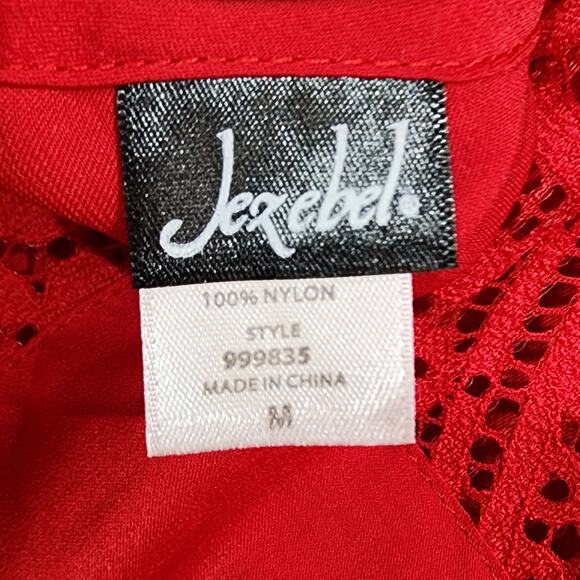 Jezebel®
100% NYLON
STYLE
999835
MADE IN CHINA
M